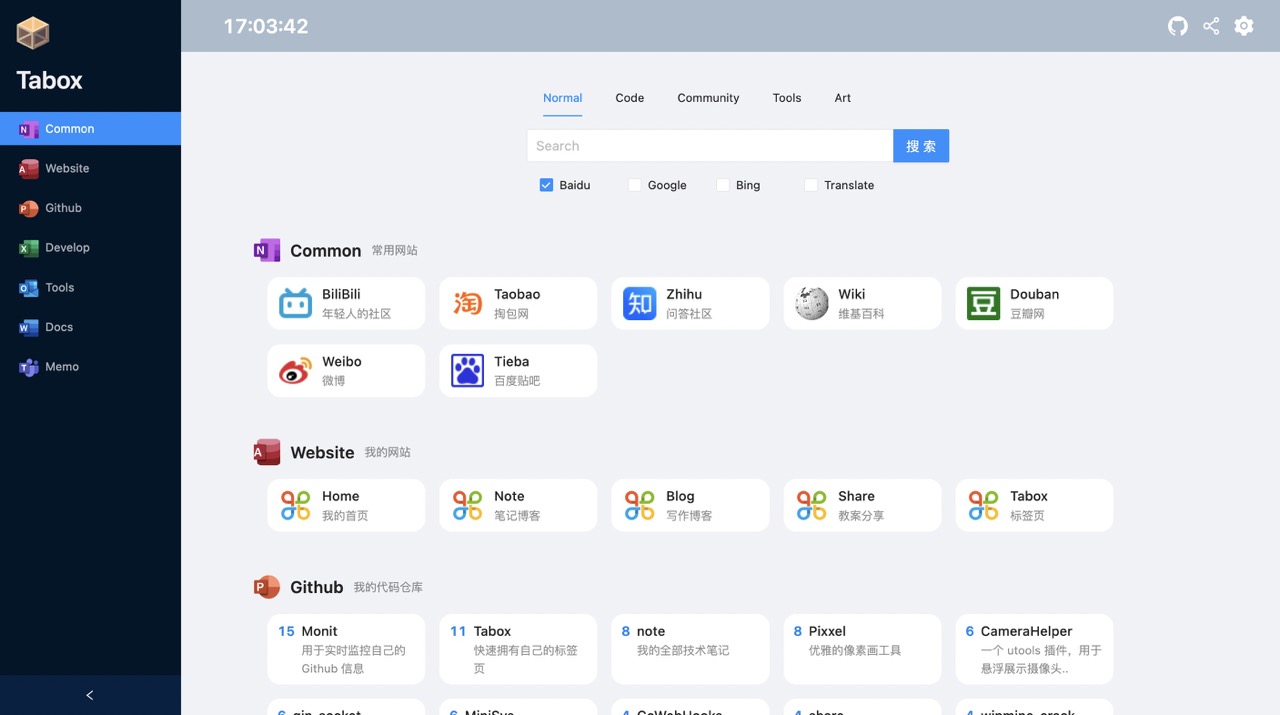 17:03:42
Tabox
Common
Website
Github
Develop
Tools
Docs
Memo
Normal Code Community Tools Art
Search 搜 索
Baidu Google Bing Translate
Common 常用网站
BiliBili
年轻人的社区
Taobao
掏包网
Zhihu
问答社区
Wiki
维基百科
Douban
豆瓣网
Weibo
微博
Tieba
百度贴吧
Website 我的网站
Home
我的首页
Note
笔记博客
Blog
写作博客
Share
教案分享
Tabox
标签页
Github 我的代码仓库
15 Monit
用于实时监控自己的
Github 信息
11 Tabox
快速拥有自己的标签
页
8 note
我的全部技术笔记
8 Pixxel
优雅的像素画工具
6 CameraHelper
一个 utools 插件，用于
悬浮展示摄像头..